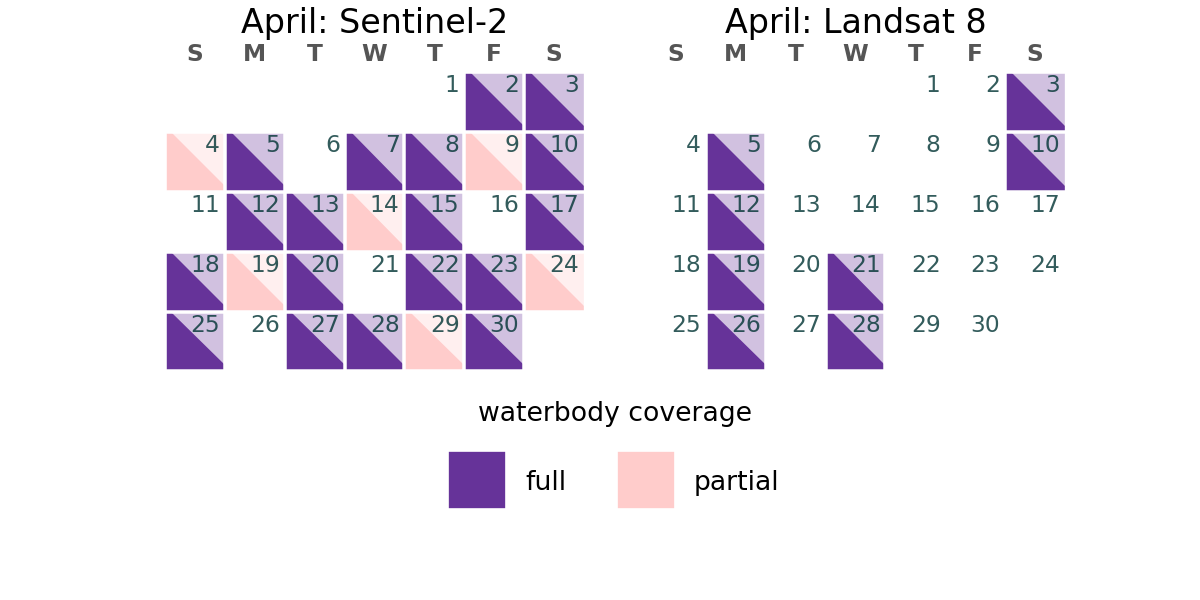 April: Sentinel-2
S M T W T F S
1 2 3
4 5 6 7 8 9 10
11 12 13 14 15 16 17
18 19 20 21 22 23 24
25 26 27 28 29 30
April: Landsat 8
S M T W T F S
1 2 3
4 5 6 7 8 9 10
11 12 13 14 15 16 17
18 19 20 21 22 23 24
25 26 27 28 29 30
waterbody coverage
full partial